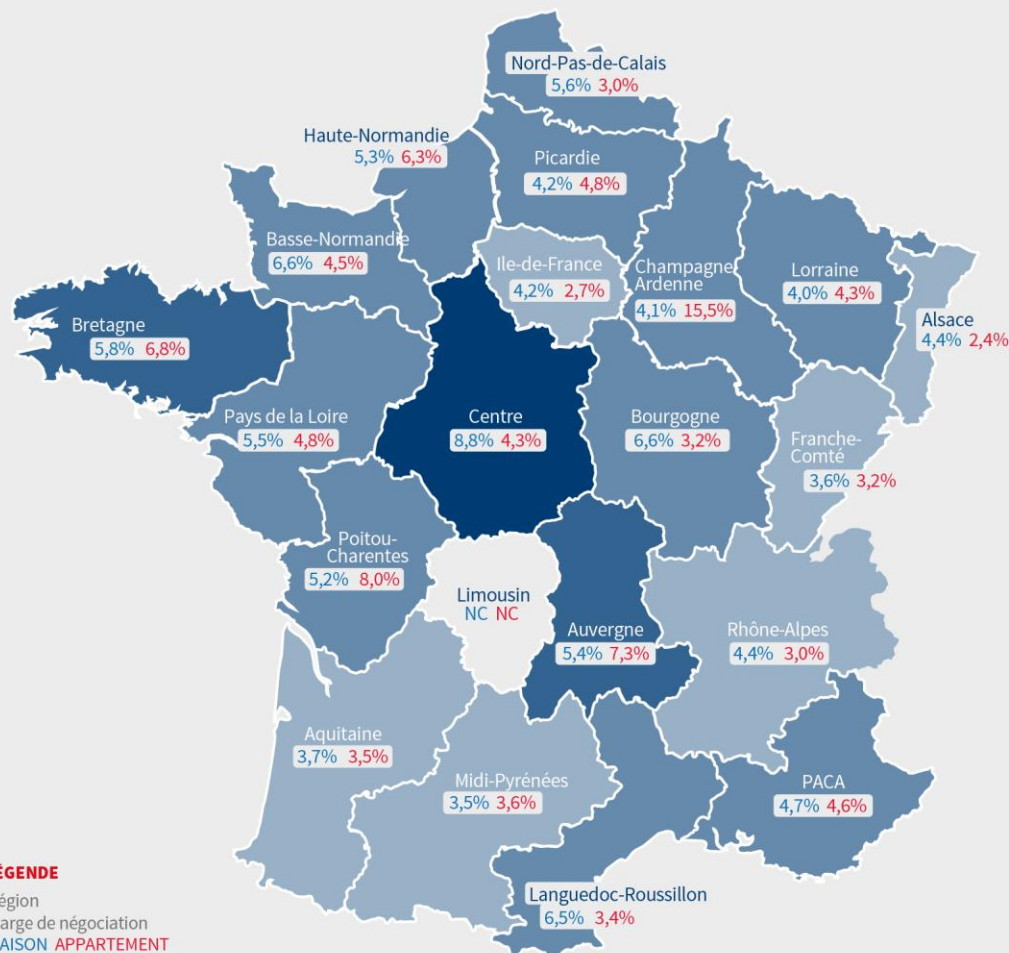 Nord-Pas-de-Calais
5,6% 3,0%
Haute-Normandie
5,3% 6,3%
Picardie
4,2% 4,8%
Basse-Normandie
6,6% 4,5%
Ile-de-France
4,2% 2,7%
Champagne
Ardenne
4,1% 15,5%
Lorraine
4,0% 4,3%
Alsace
4,4% 2,4%
Bretagne
5,8% 6,8%
Pays de la Loire
5,5% 4,8%
Centre
8,8% 4,3%
Bourgogne
6,6% 3,2%
Franche-
Comté
3,6% 3,2%
Poitou-
Charentes
5,2% 8,0%
Limousin
NC NC
Auvergne
5,4% 7,3%
Rhône-Alpes
4,4% 3,0%
Aquitaine
3,7% 3,5%
Midi-Pyrénées
3,5% 3,6%
PACA
4,7% 4,6%
Languedoc-Roussillon
6,5% 3,4%
ÉGENDE
égion
arge de négociation
AISON APPARTEMENT